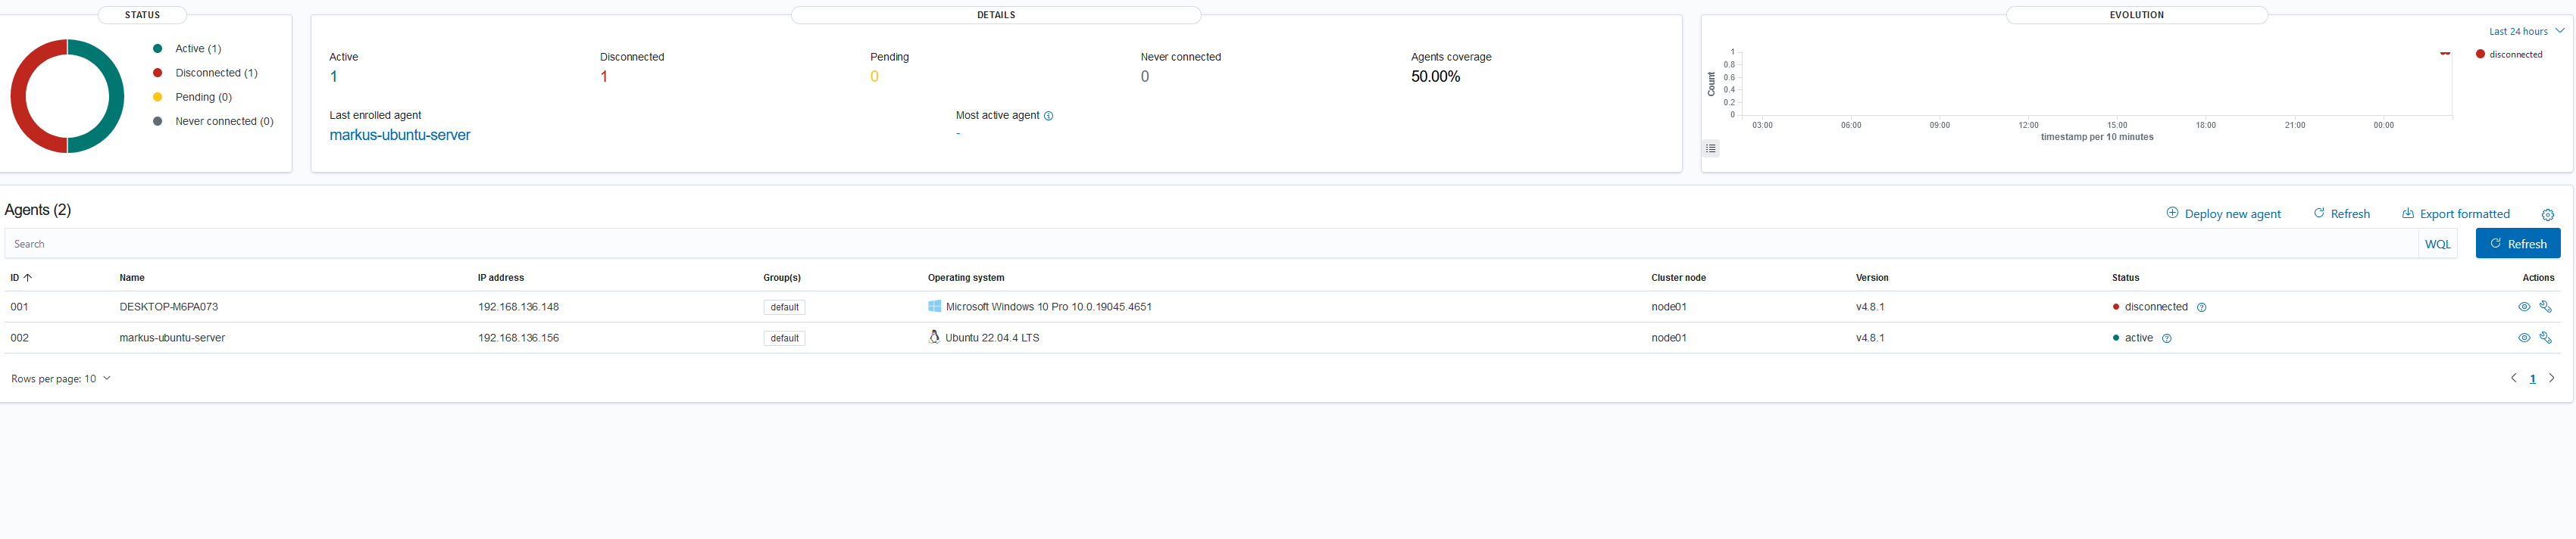 STATUS
Active (1)
Disconnected (1)
Pending (0)
Never connected (0)
DETAILS
Active
1
Disconnected
1
Pending
0
Never connected
0
Agents coverage
50.00%
Last enrolled agent
markus-ubuntu-server
Most active agent
-
EVOLUTION
Last 24 hours
disconnected
Count
1
0.8
0.6
0.4
0.2
0
03:00 06:00 09:00 12:00 15:00 18:00 21:00 00:00
timestamp per 10 minutes
Agents (2)
Deploy new agent Refresh Export formatted
Search WQL Refresh
ID Name IP address Group(s) Operating system Cluster node Version Status Actions
001 DESKTOP-M6PA073 192.168.136.148 default Microsoft Windows 10 Pro 10.0.19045.4651 node01 v4.8.1 disconnected
002 markus-ubuntu-server 192.168.136.156 default Ubuntu 22.04.4 LTS node01 v4.8.1 active
Rows per page: 10 1